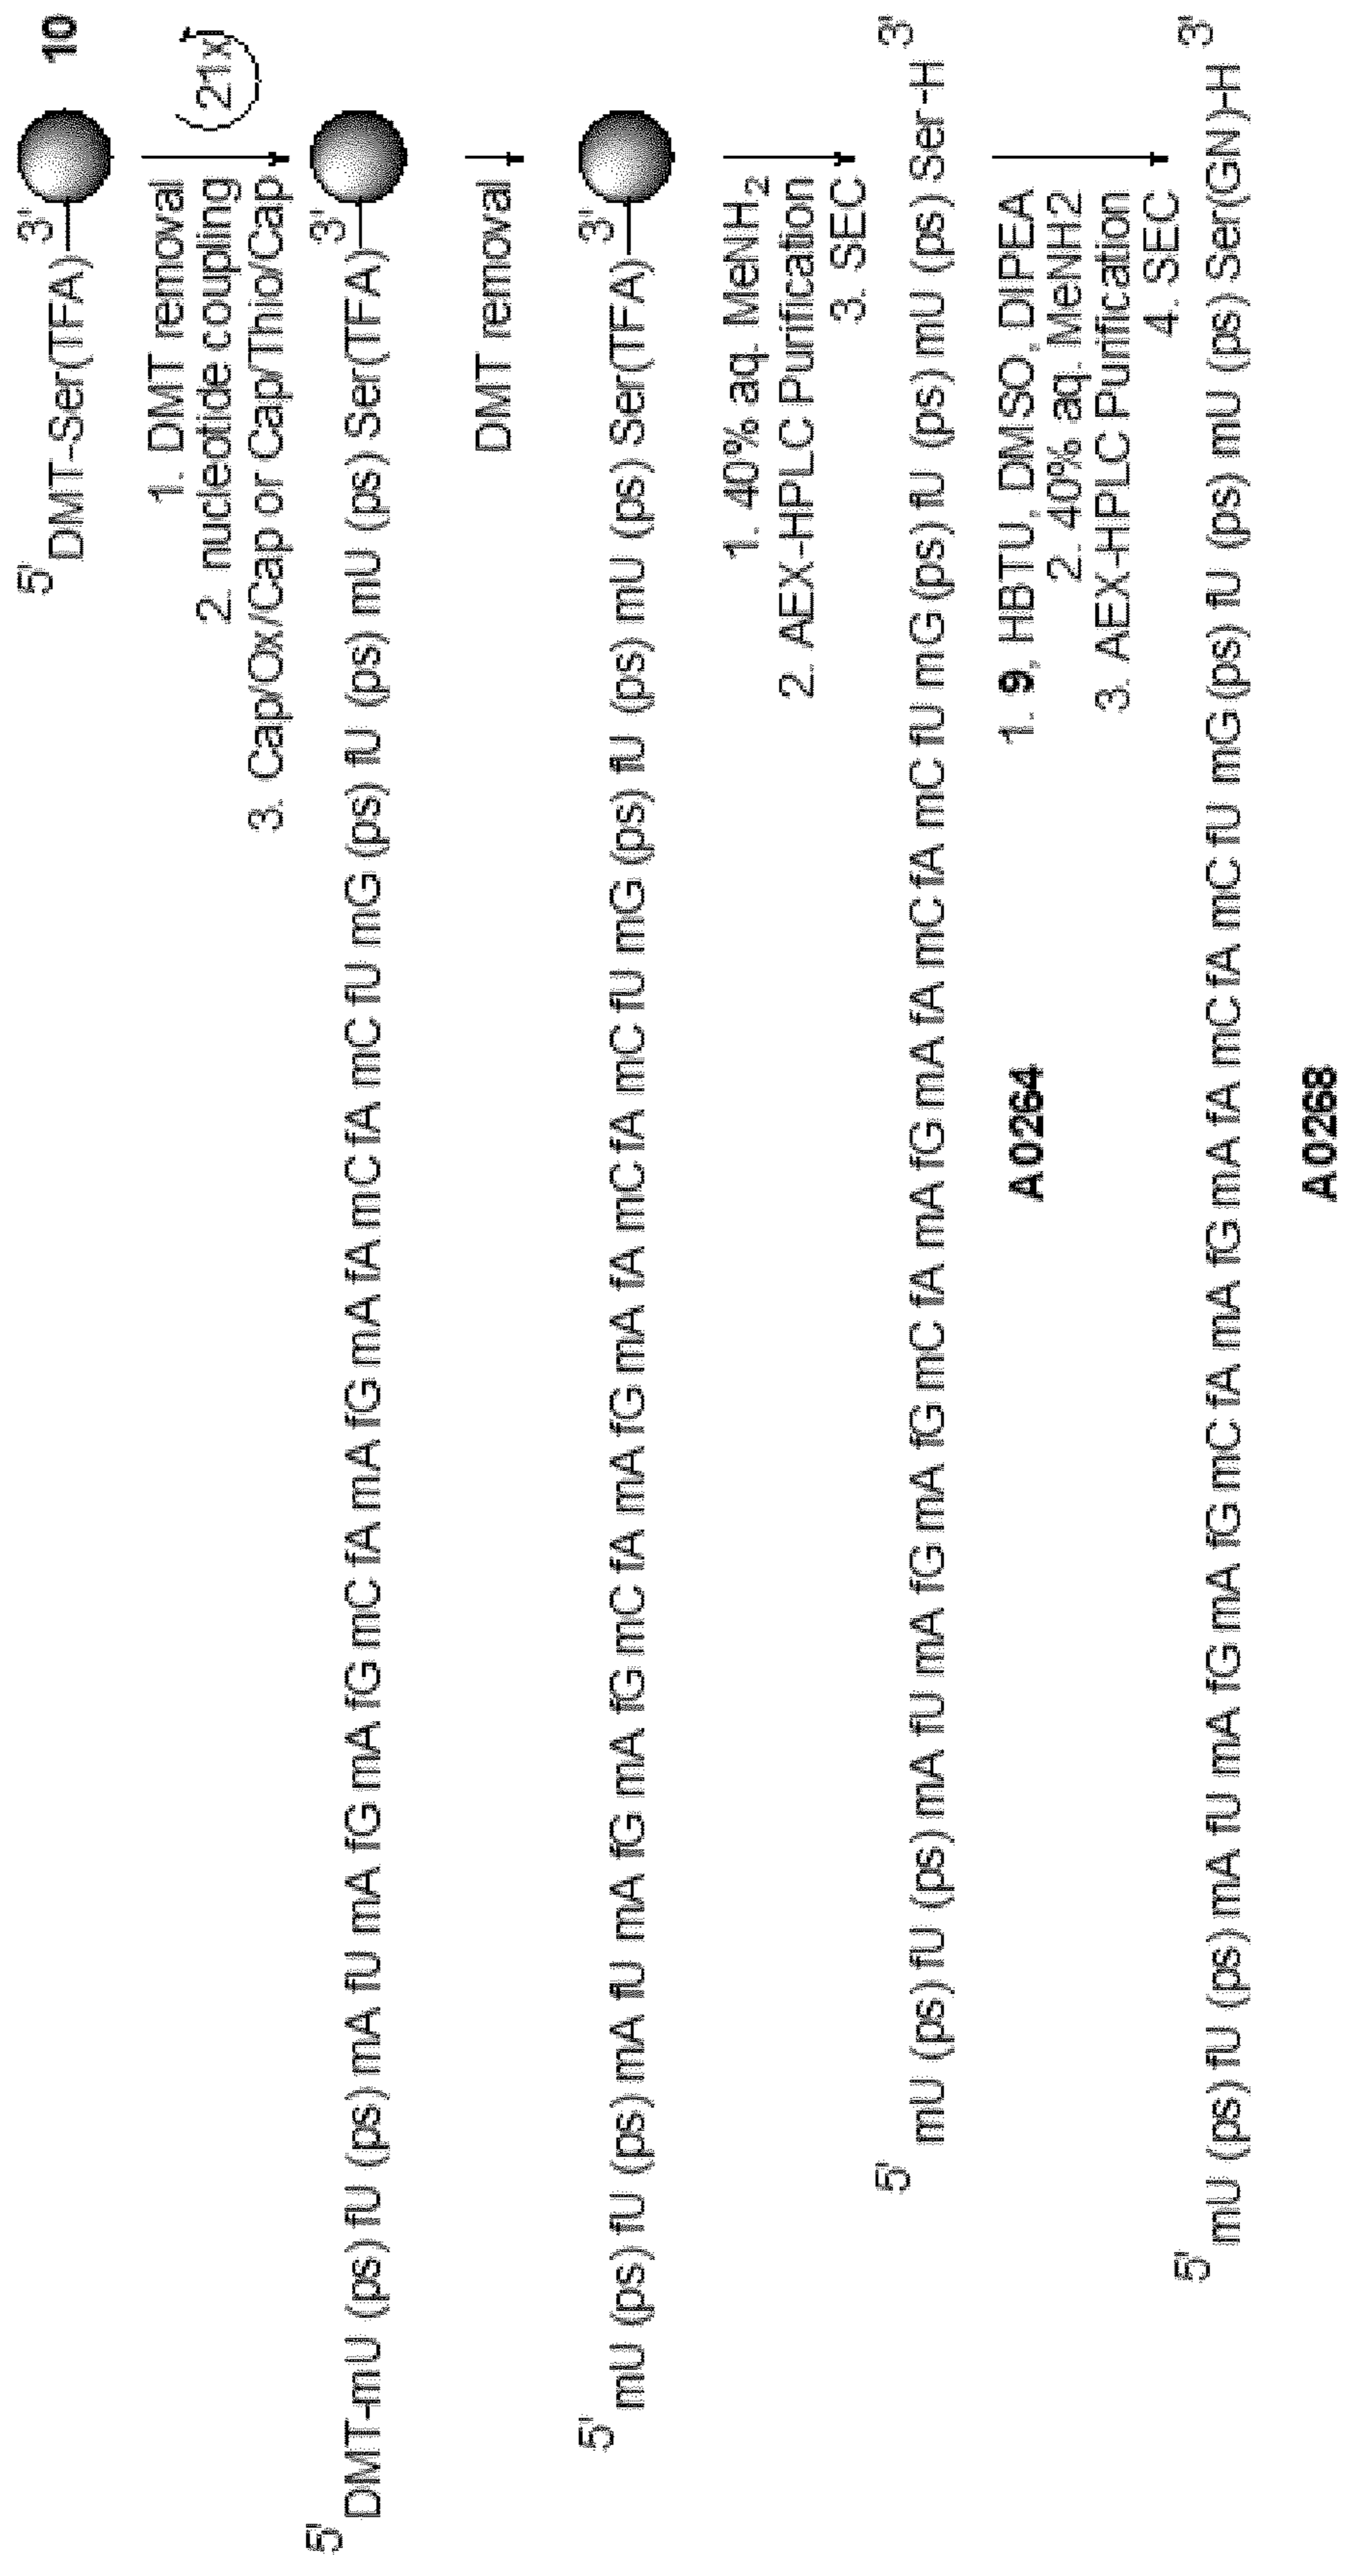 5' 3'
DMT-Ser(TFA) 10
1. DMT removal
2. nucleotide coupling 21x
3. Cap/Ox/Cap or Cap/Thio/Cap
5' 3'
DMT-mU (ps) fU (ps) mA fU mA fG mA fG mC fA mA fG mA fA mC fA mC fU mG (ps) fU (ps) mU (ps) Ser(TFA)
DMT removal
5' 3'
mU (ps) fU (ps) mA fU mA fG mA fG mC fA mA fG mA fA mC fA mC fU mG (ps) fU (ps) mU (ps) Ser(TFA)
1. 40% aq. MeNH2
2. AEX-HPLC Purification
3. SEC
5' 3'
mU (ps) fU (ps) mA fU mA fG mA fG mC fA mA fG mA fA mC fA mC fU mG (ps) fU (ps) mU (ps) Ser-H
A0264
1. 9, HBTU, DMSO, DIPEA
2. 40% aq. MeNH2
3. AEX-HPLC Purification
4. SEC
5' 3'
mU (ps) fU (ps) mA fU mA fG mA fG mC fA mA fG mA fA mC fA mC fU mG (ps) fU (ps) mU (ps) Ser(GN)-H
A0268